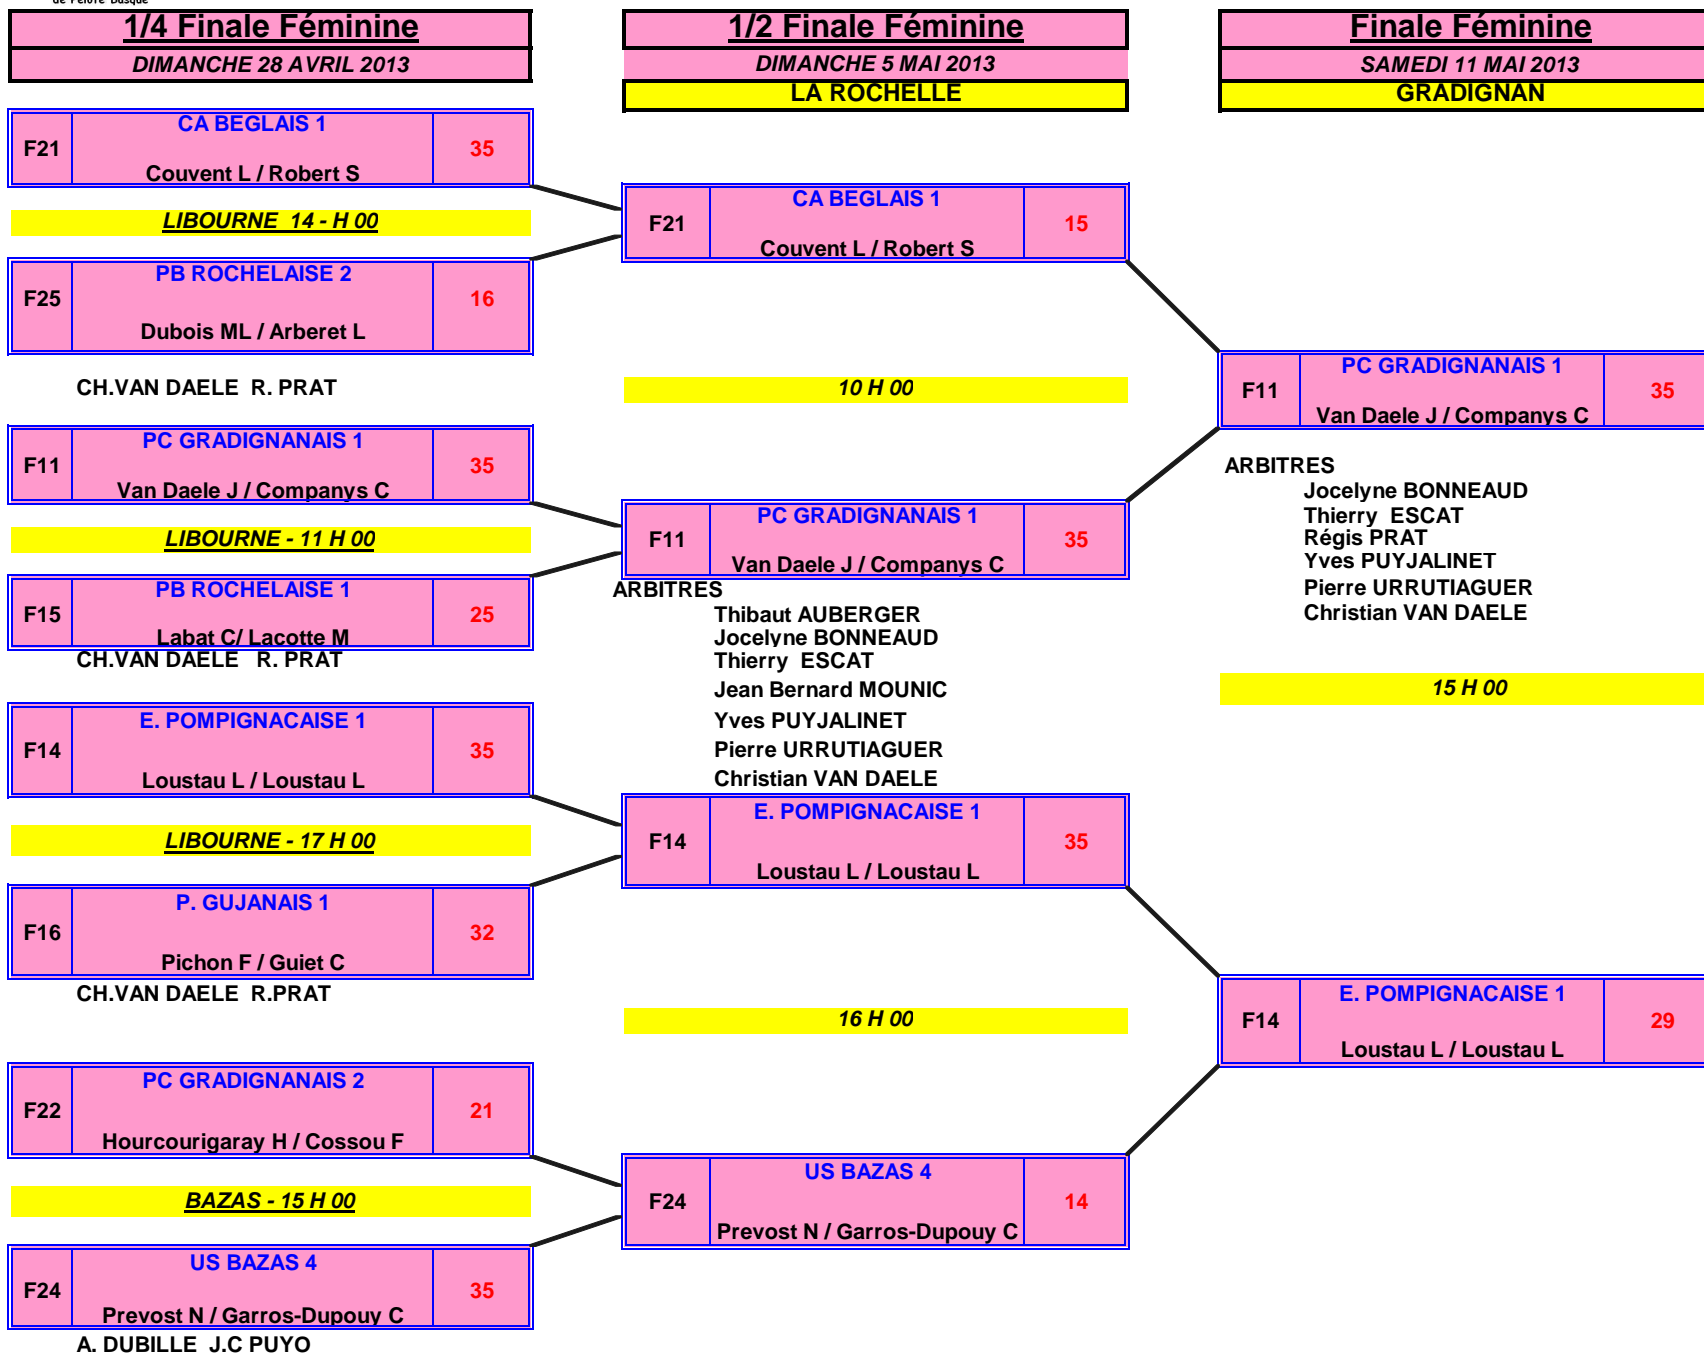 de Pelote Basque
1/4 Finale Féminine
DIMANCHE 28 AVRIL 2013
CA BEGLAIS 1
F21
35
Couvent L / Robert S
LIBOURNE 14 - H 00
PB ROCHELAISE 2
F25
16
Dubois ML / Arberet L
CH.VAN DAELE R. PRAT
PC GRADIGNANAIS 1
F11
35
Van Daele J / Companys C
LIBOURNE - 11 H 00
PB ROCHELAISE 1
F15
25
Labat C/ Lacotte M
CH.VAN DAELE R. PRAT
E. POMPIGNACAISE 1
F14
35
Loustau L / Loustau L
LIBOURNE - 17 H 00
P. GUJANAIS 1
F16
32
Pichon F / Guiet C
CH.VAN DAELE R.PRAT
PC GRADIGNANAIS 2
F22
21
Hourcourigaray H / Cossou F
BAZAS - 15 H 00
US BAZAS 4
F24
35
Prevost N / Garros-Dupouy C
A. DUBILLE J.C PUYO
1/2 Finale Féminine
DIMANCHE 5 MAI 2013
LA ROCHELLE
CA BEGLAIS 1
F21
15
Couvent L / Robert S
10 H 00
PC GRADIGNANAIS 1
F11
35
Van Daele J / Companys C
ARBITRES
Thibaut AUBERGER
Jocelyne BONNEAUD
Thierry ESCAT
Jean Bernard MOUNIC
Yves PUYJALINET
Pierre URRUTIAGUER
Christian VAN DAELE
E. POMPIGNACAISE 1
F14
35
Loustau L / Loustau L
16 H 00
US BAZAS 4
F24
14
Prevost N / Garros-Dupouy C
Finale Féminine
SAMEDI 11 MAI 2013
GRADIGNAN
PC GRADIGNANAIS 1
F11
35
Van Daele J / Companys C
ARBITRES
Jocelyne BONNEAUD
Thierry ESCAT
Régis PRAT
Yves PUYJALINET
Pierre URRUTIAGUER
Christian VAN DAELE
15 H 00
E. POMPIGNACAISE 1
F14
29
Loustau L / Loustau L